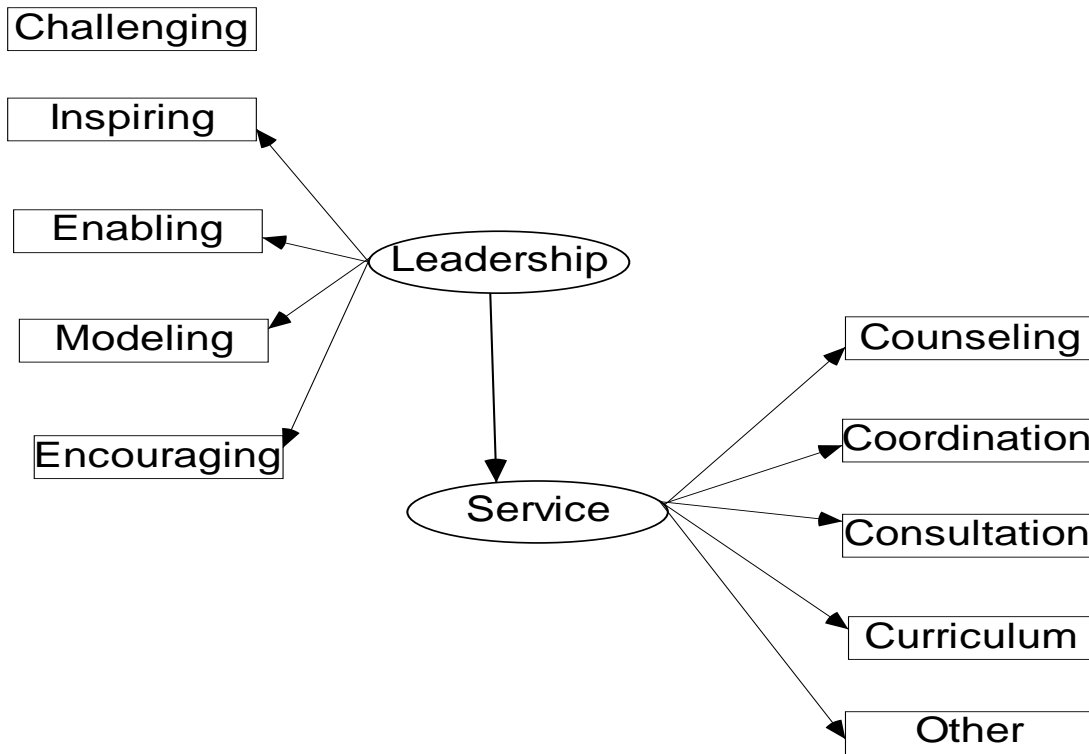 Challenging
Inspiring
Enabling
Modeling
Encouraging
Leadership
Service
Counseling
Coordination
Consultation
Curriculum
Other